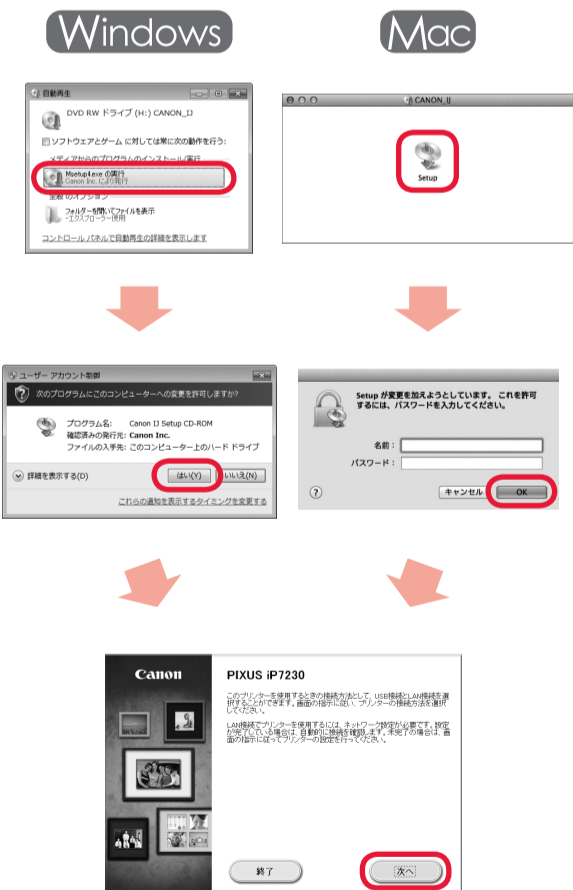 Windows
Mac
自動再生
DVD RW ドライブ (H:) CANON_IJ
ソフトウェアとゲーム に対しては常に次の動作を行う:
メディアからのプログラムのインストール/実行
Msetup4.exe の実行
Canon Inc. により発行
全般 のオプション
フォルダーを開いてファイルを表示
-エクスプローラー使用
コントロール パネルで自動再生の詳細を表示します
CANON_IJ
Setup
ユーザー アカウント制御
次のプログラムにこのコンピューターへの変更を許可しますか?
プログラム名: Canon IJ Setup CD-ROM
確認済みの発行元: Canon Inc.
ファイルの入手先: このコンピューター上のハード ドライブ
詳細を表示する(D)
はい(Y)
いいえ(N)
これらの通知を表示するタイミングを変更する
Setup が変更を加えようとしています。 これを許可
するには、パスワードを入力してください。
名前：
パスワード：
?
キャンセル
OK
Canon
PIXUS iP7230
このプリンターを使用するときの接続方法として、USB接続とLAN接続を選
択することができます。画面の指示に従い、プリンターの接続方法を選択
してください。
LAN接続でプリンターを使用するには、ネットワーク設定が必要です。設定
が完了している場合は、自動的に接続を確認します。未完了の場合は、画
面の指示に従ってプリンターの設定を行ってください。
終了
次へ